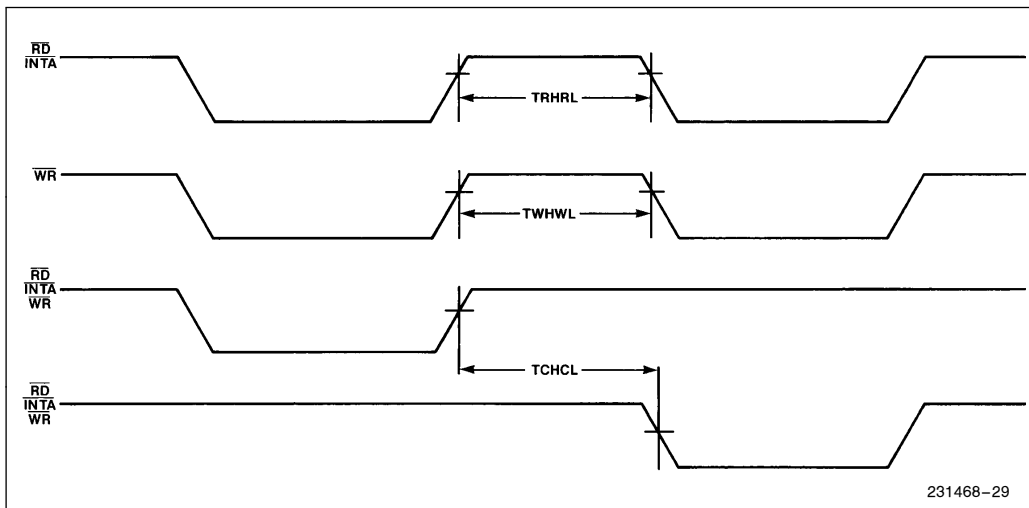 RD
INTA
TRHRL
WR
TWHWL
RD
INTA
WR
TCHCL
RD
INTA
WR
231468–29